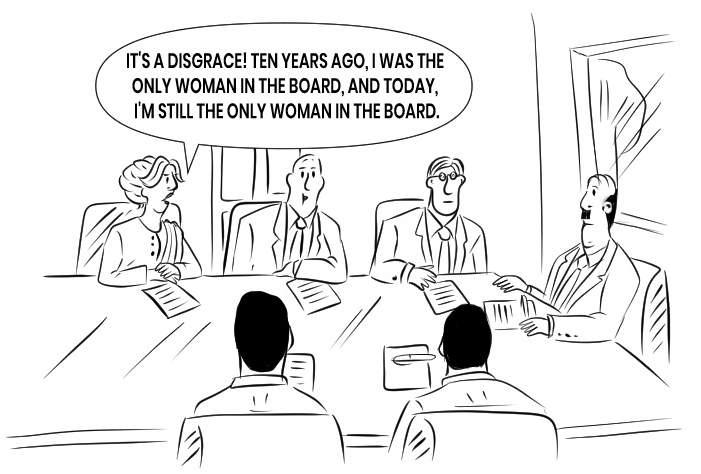 IT'S A DISGRACE! TEN YEARS AGO, I WAS THE
ONLY WOMAN IN THE BOARD, AND TODAY,
I'M STILL THE ONLY WOMAN IN THE BOARD.